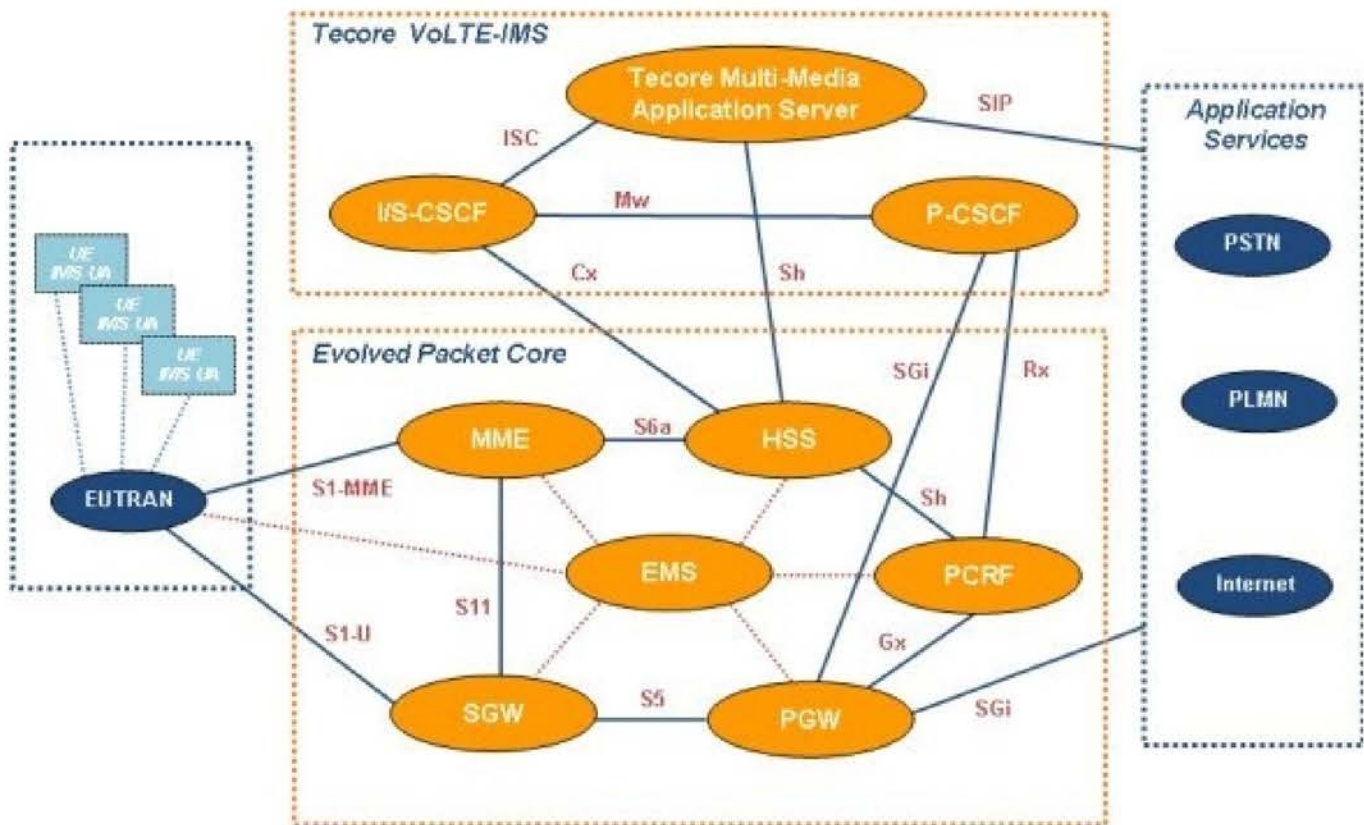 Tecore VoLTE-IMS
Tecore Multi-Media
Application Server
SIP
ISC
I/S-CSCF
Mw
P-CSCF
Cx
Sh
Application
Services
PSTN
PLMN
Internet
UE
IMS UA
UE
IMS UA
UE
IMS UA
EUTRAN
Evolved Packet Core
SGi
Rx
MME
S6a
HSS
S1-MME
Sh
EMS
PCRF
S11
S1-U
Gx
SGW
S5
PGW
SGi